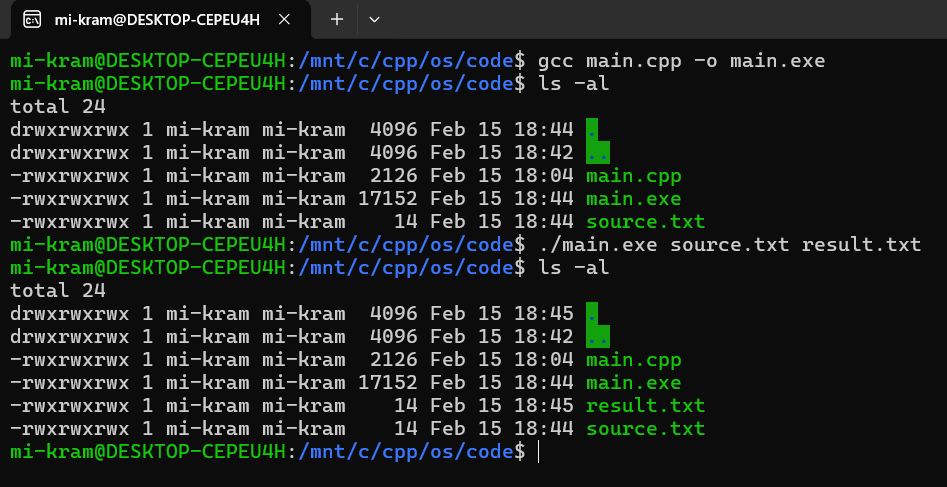 mi-kram@DESKTOP-CEPEU4H
mi-kram@DESKTOP-CEPEU4H:/mnt/c/cpp/os/code$ gcc main.cpp -o main.exe
mi-kram@DESKTOP-CEPEU4H:/mnt/c/cpp/os/code$ ls -al
total 24
drwxrwxrwx 1 mi-kram mi-kram  4096 Feb 15 18:44 .
drwxrwxrwx 1 mi-kram mi-kram  4096 Feb 15 18:42 ..
-rwxrwxrwx 1 mi-kram mi-kram  2126 Feb 15 18:04 main.cpp
-rwxrwxrwx 1 mi-kram mi-kram 17152 Feb 15 18:44 main.exe
-rwxrwxrwx 1 mi-kram mi-kram    14 Feb 15 18:44 source.txt
mi-kram@DESKTOP-CEPEU4H:/mnt/c/cpp/os/code$ ./main.exe source.txt result.txt
mi-kram@DESKTOP-CEPEU4H:/mnt/c/cpp/os/code$ ls -al
total 24
drwxrwxrwx 1 mi-kram mi-kram  4096 Feb 15 18:45 .
drwxrwxrwx 1 mi-kram mi-kram  4096 Feb 15 18:42 ..
-rwxrwxrwx 1 mi-kram mi-kram  2126 Feb 15 18:04 main.cpp
-rwxrwxrwx 1 mi-kram mi-kram 17152 Feb 15 18:44 main.exe
-rwxrwxrwx 1 mi-kram mi-kram    14 Feb 15 18:45 result.txt
-rwxrwxrwx 1 mi-kram mi-kram    14 Feb 15 18:44 source.txt
mi-kram@DESKTOP-CEPEU4H:/mnt/c/cpp/os/code$